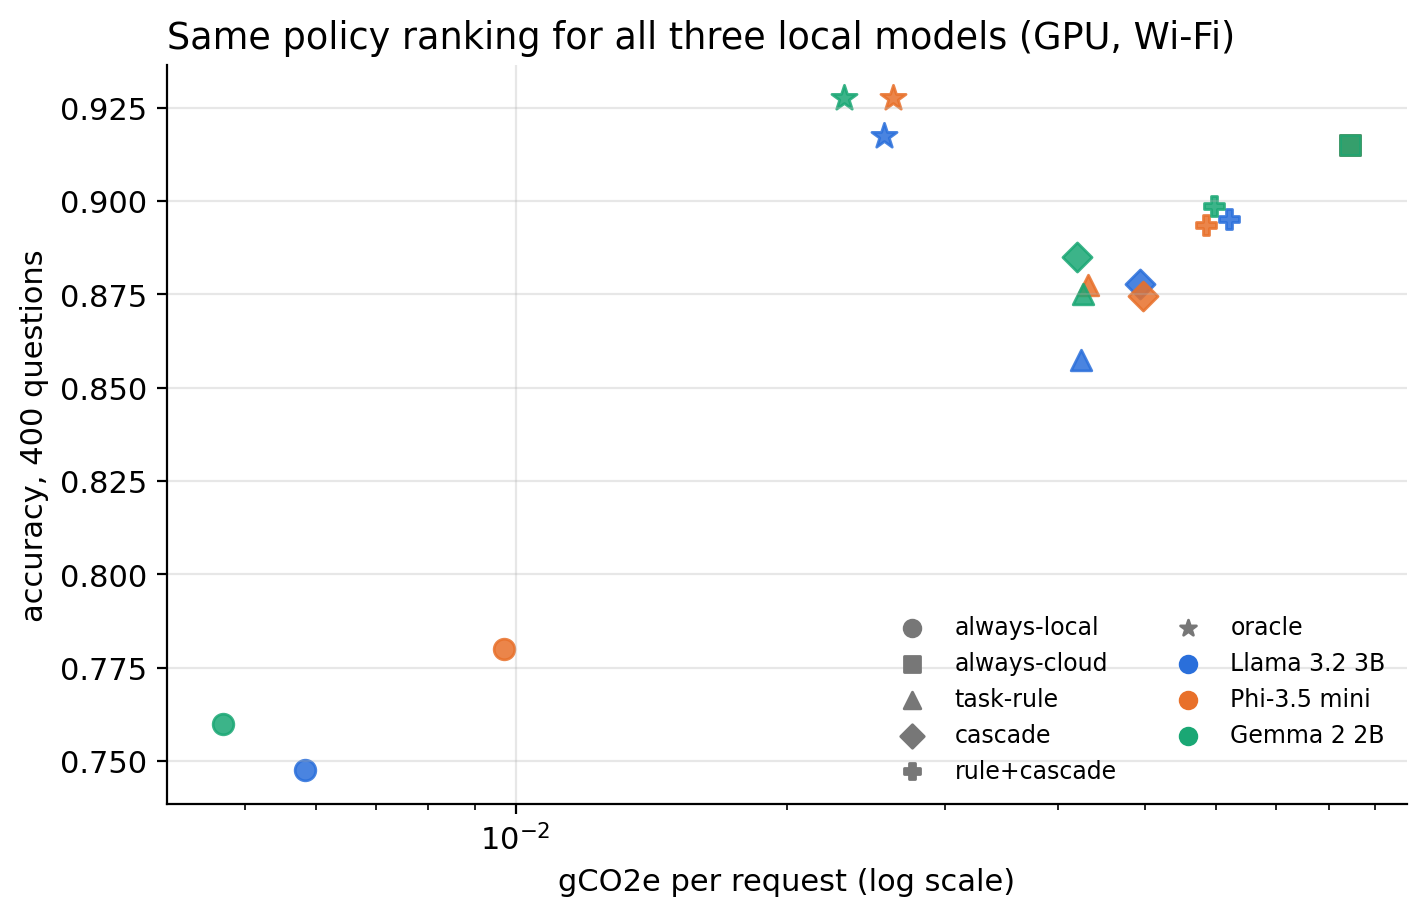 Same policy ranking for all three local models (GPU, Wi-Fi)
accuracy, 400 questions
0.925
0.900
0.875
0.850
0.825
0.800
0.775
0.750
always-local
always-cloud
task-rule
cascade
rule+cascade
oracle
Llama 3.2 3B
Phi-3.5 mini
Gemma 2 2B
10⁻²
gCO2e per request (log scale)